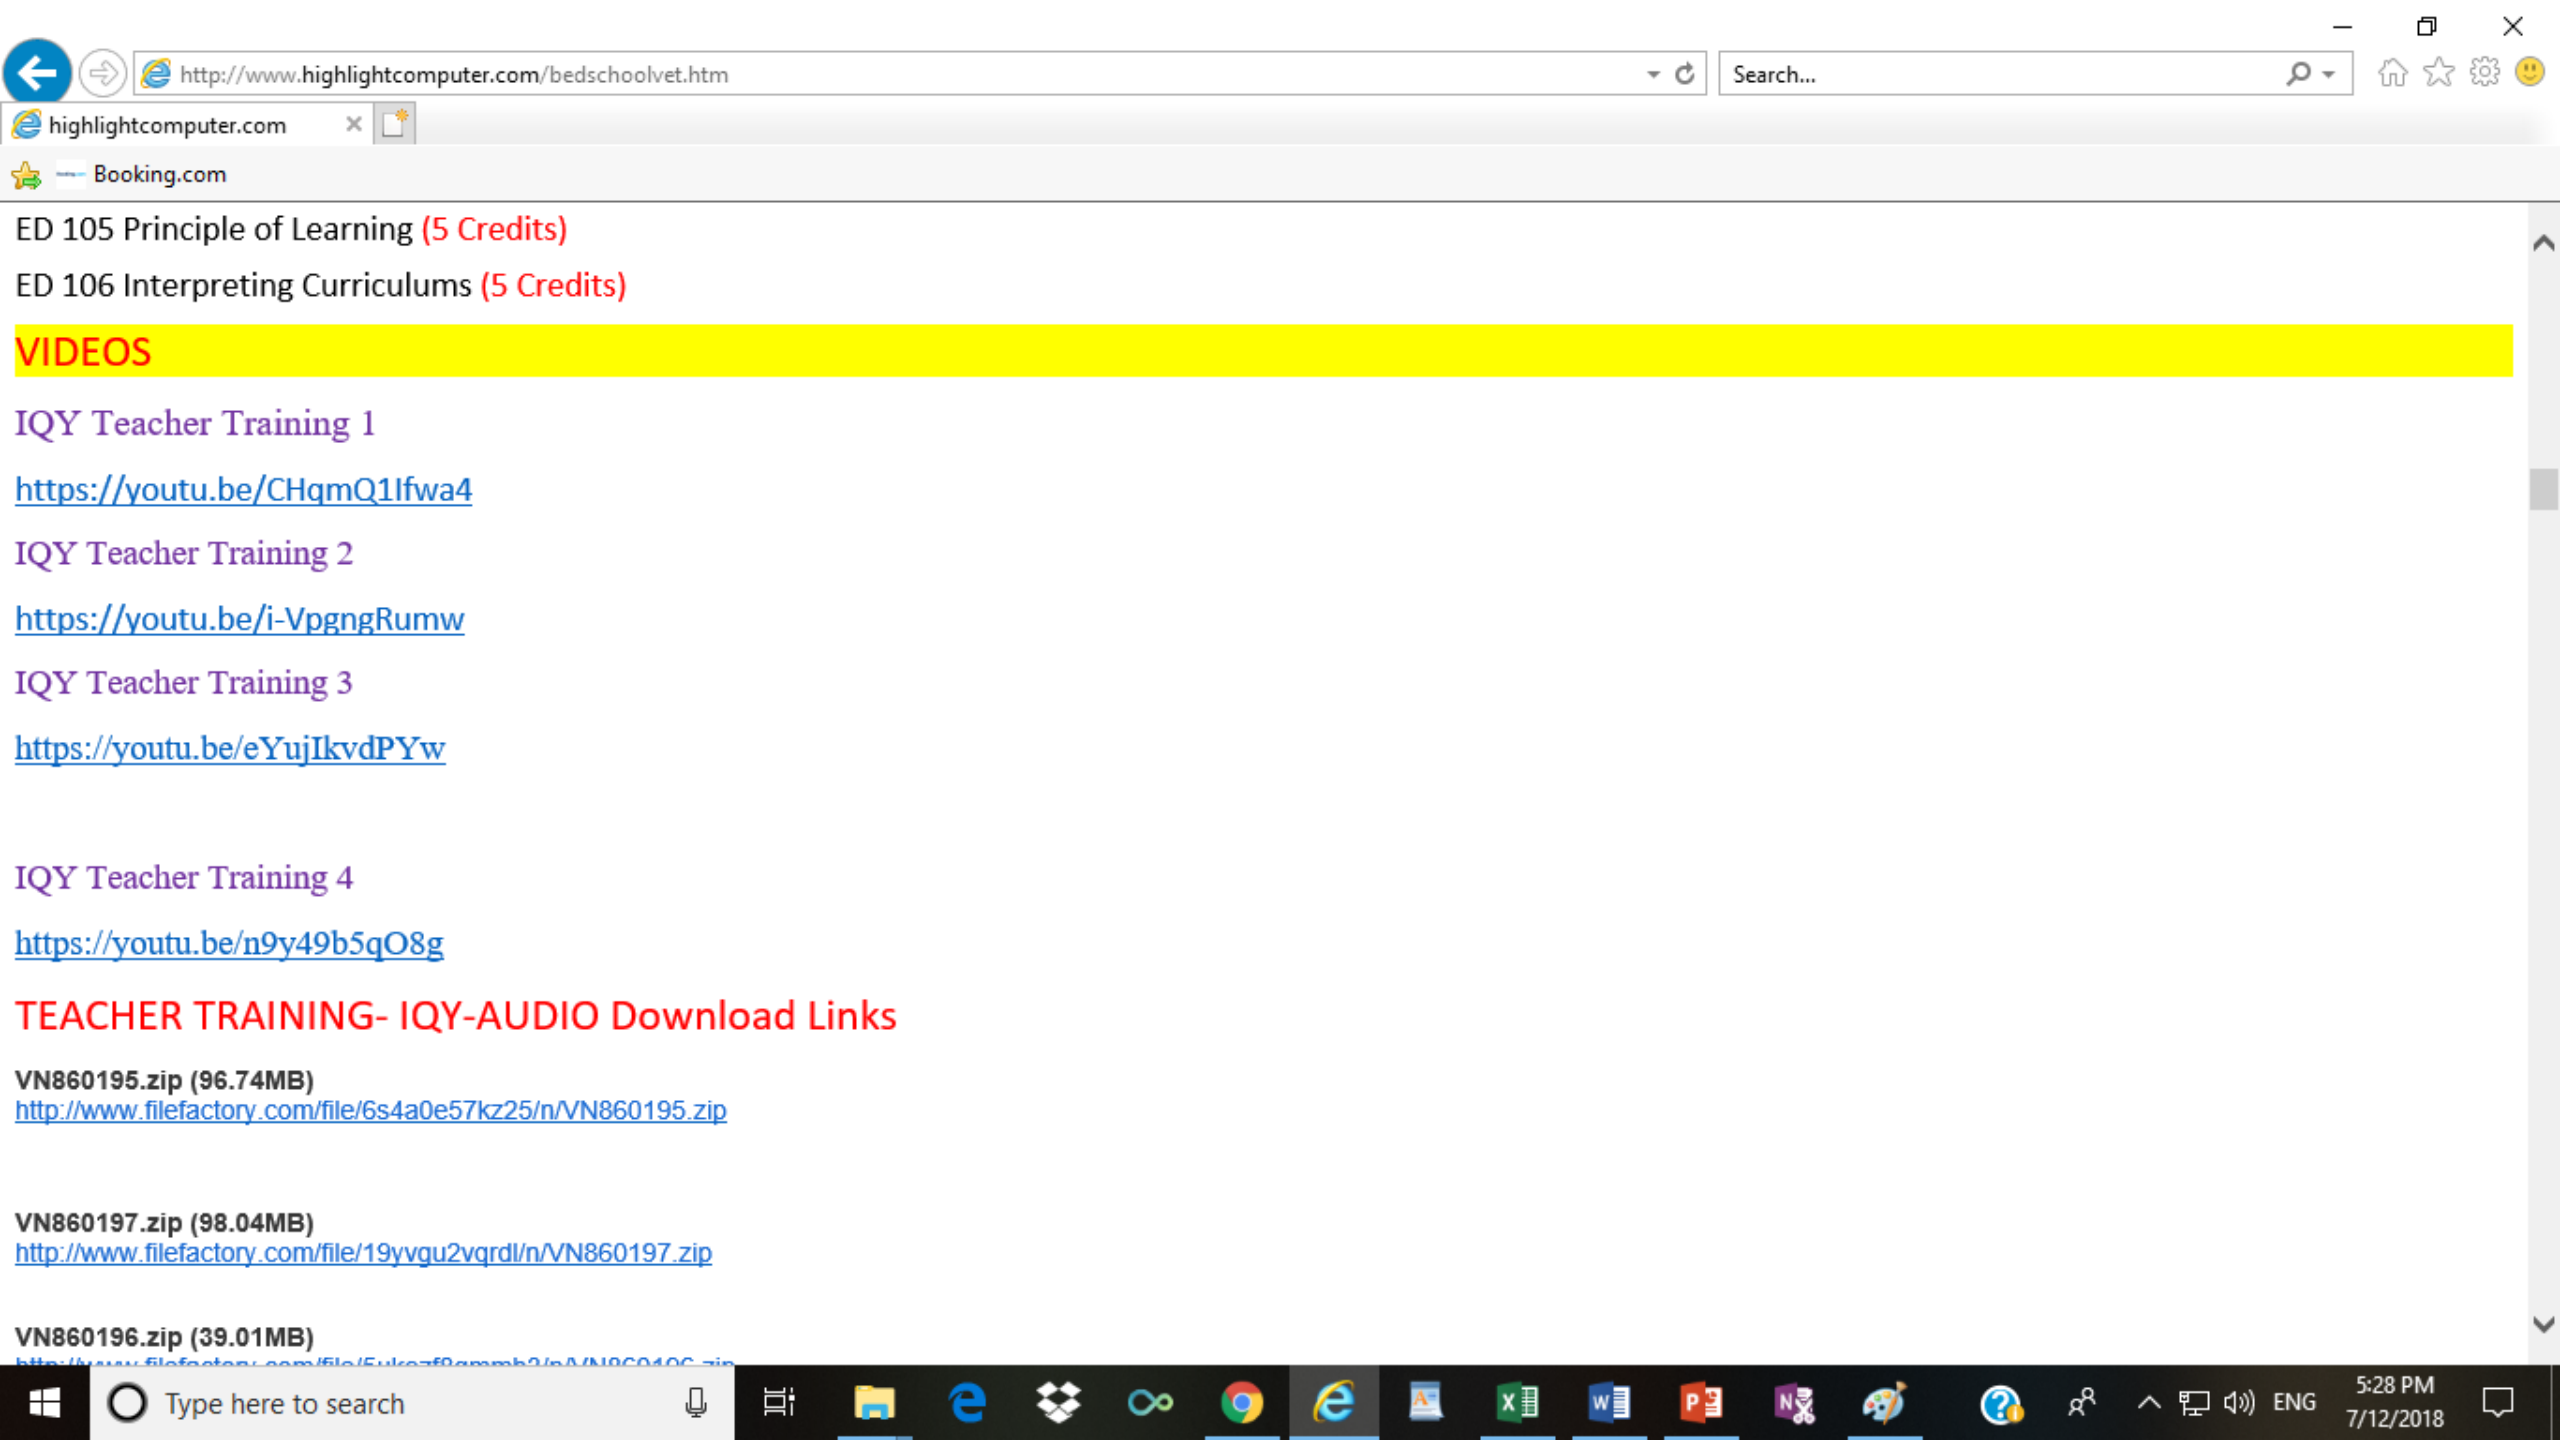 http://www.highlightcomputer.com/bedschoolvet.htm
Search...
highlightcomputer.com
Booking.com
ED 105 Principle of Learning (5 Credits)
ED 106 Interpreting Curriculums (5 Credits)
VIDEOS
IQY Teacher Training 1
https://youtu.be/CHqmQ1Ifwa4
IQY Teacher Training 2
https://youtu.be/i-VpgngRumw
IQY Teacher Training 3
https://youtu.be/eYujIkvdPYw
IQY Teacher Training 4
https://youtu.be/n9y49b5qO8g
TEACHER TRAINING- IQY-AUDIO Download Links
VN860195.zip (96.74MB)
http://www.filefactory.com/file/6s4a0e57kz25/n/VN860195.zip
VN860197.zip (98.04MB)
http://www.filefactory.com/file/19yvgu2vqrdl/n/VN860197.zip
VN860196.zip (39.01MB)
Type here to search
ENG
5:28 PM
7/12/2018